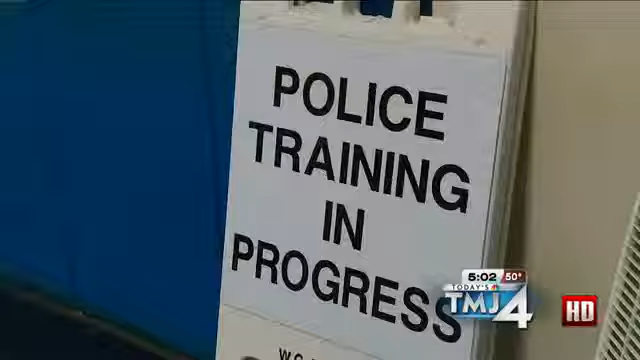 POLICE
TRAINING
IN
PROGRESS
5:02 50°
TODAY'S
TMJ4
HD